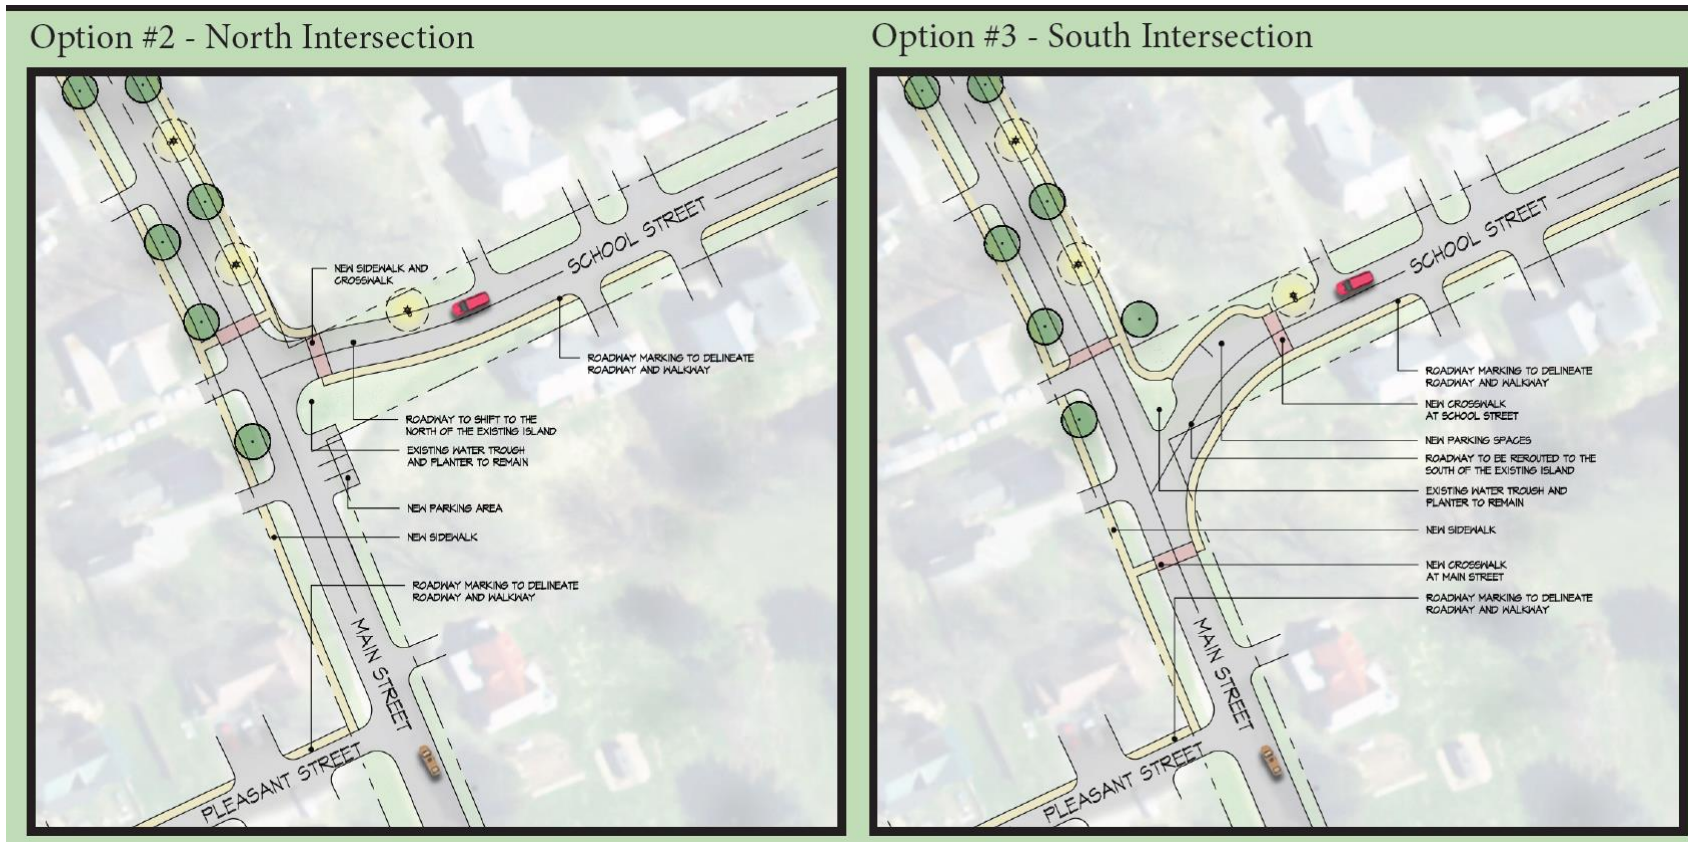 Option #2 - North Intersection
NEW SIDEWALK AND
CROSSWALK
SCHOOL STREET
ROADWAY MARKING TO DELINEATE
ROADWAY AND WALKWAY
ROADWAY TO SHIFT TO THE
NORTH OF THE EXISTING ISLAND
EXISTING WATER TROUGH
AND PLANTER TO REMAIN
NEW PARKING AREA
NEW SIDEWALK
ROADWAY MARKING TO DELINEATE
ROADWAY AND WALKWAY
MAIN STREET
PLEASANT STREET
Option #3 - South Intersection
SCHOOL STREET
ROADWAY MARKING TO DELINEATE
ROADWAY AND WALKWAY
NEW CROSSWALK
AT SCHOOL STREET
NEW PARKING SPACES
ROADWAY TO BE REROUTED TO THE
SOUTH OF THE EXISTING ISLAND
EXISTING WATER TROUGH AND
PLANTER TO REMAIN
NEW SIDEWALK
NEW CROSSWALK
AT MAIN STREET
ROADWAY MARKING TO DELINEATE
ROADWAY AND WALKWAY
MAIN STREET
PLEASANT STREET